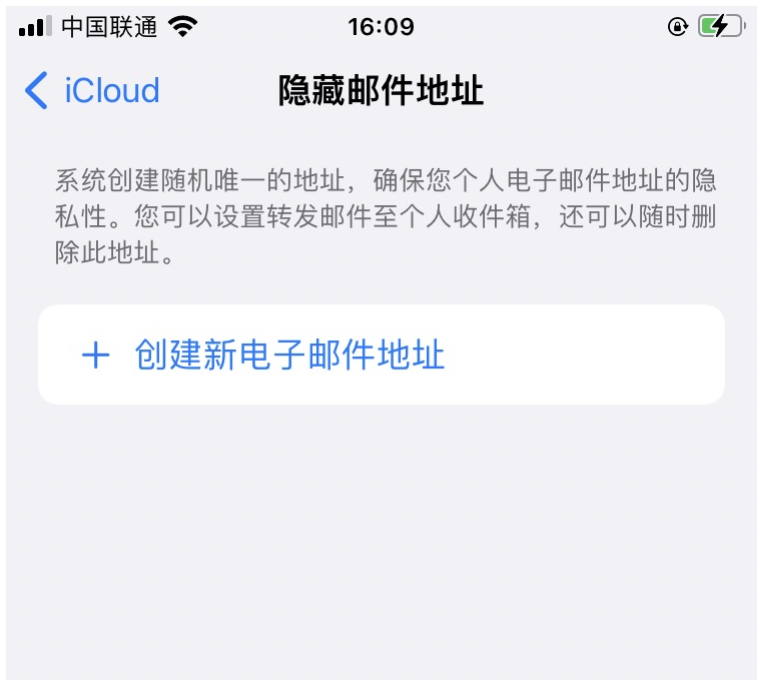 中国联通 16:09
iCloud 隐藏邮件地址
系统创建随机唯一的地址，确保您个人电子邮件地址的隐
私性。您可以设置转发邮件至个人收件箱，还可以随时删
除此地址。
+ 创建新电子邮件地址